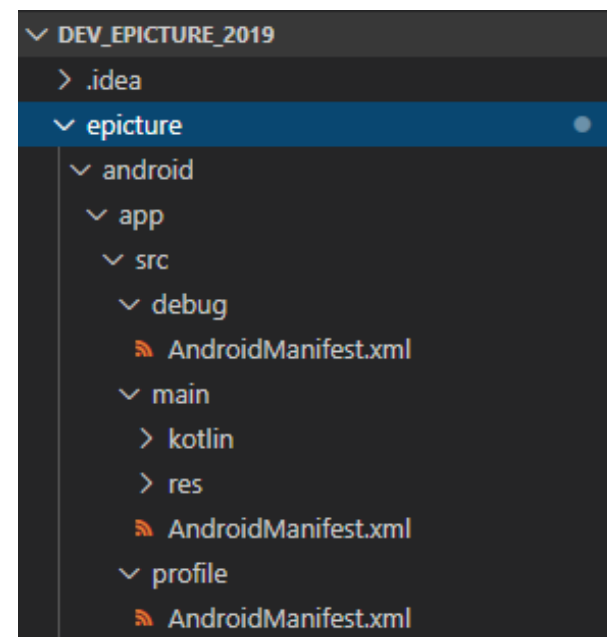 DEV_EPICTURE_2019
.idea
epicture
android
app
src
debug
AndroidManifest.xml
main
kotlin
res
AndroidManifest.xml
profile
AndroidManifest.xml